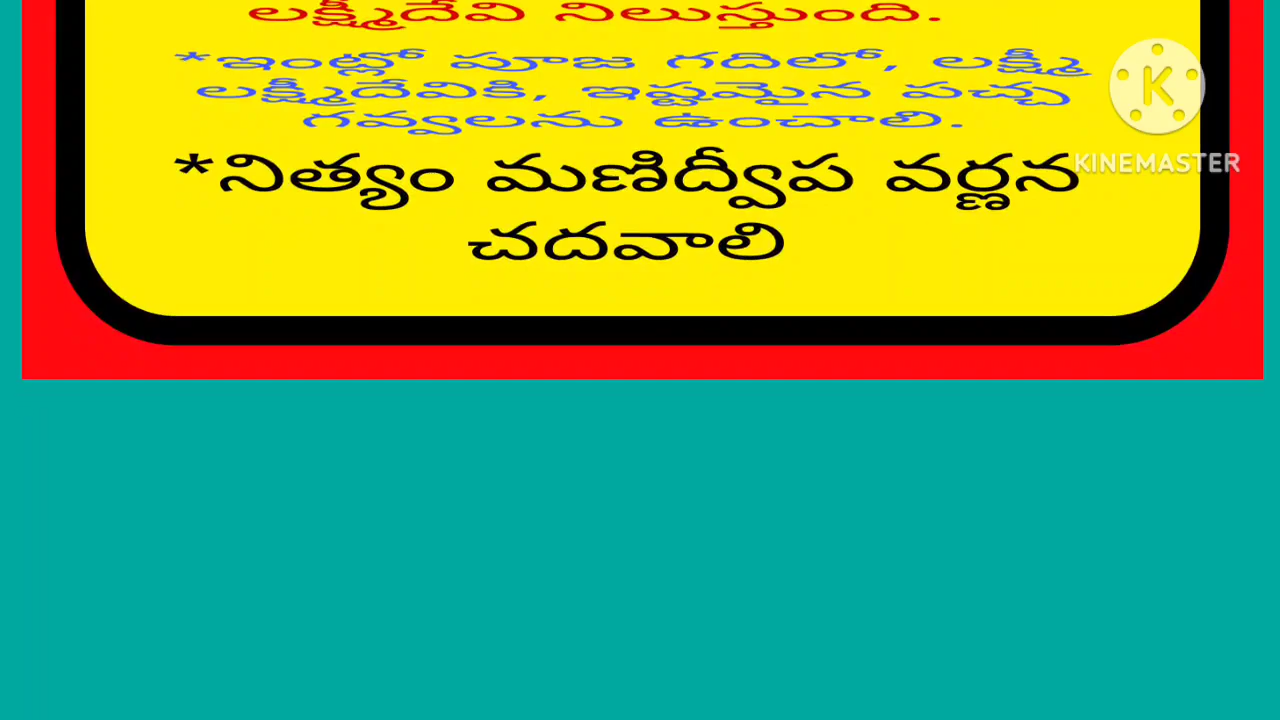 లక్ష్మీదేవి నిలుస్తుంది.
*ఇంట్లో పూజ గదిలో, లక్ష్మీ
లక్ష్మీదేవికి, ఇష్టమైన పచ్చ
గవ్వలను ఉంచాలి.
*నిత్యం మణిద్వీప వర్ణన
చదవాలి
KINEMASTER